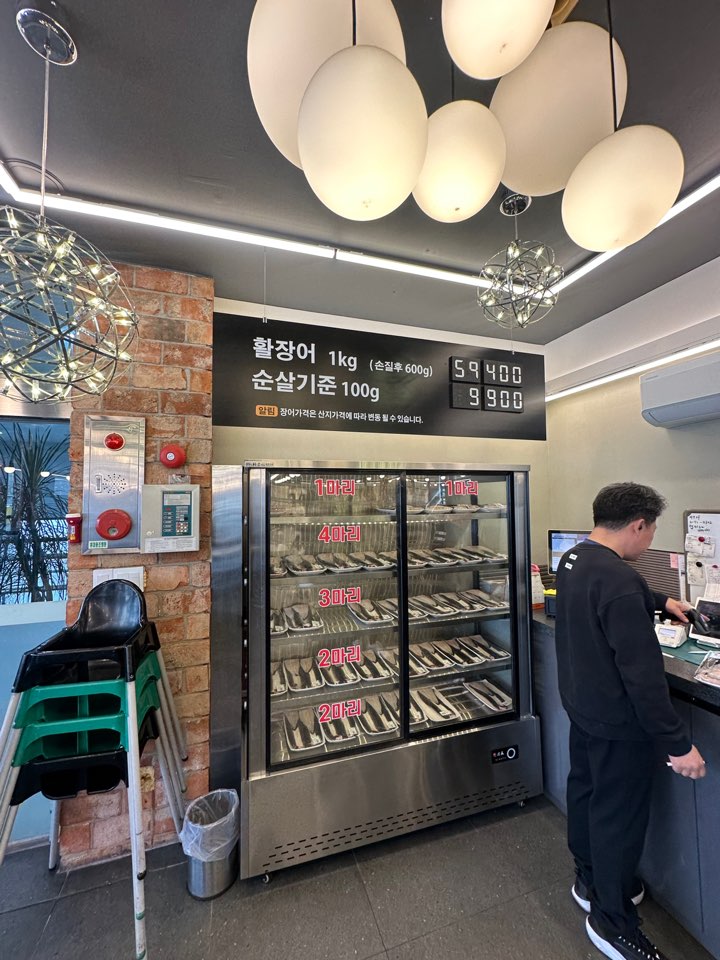 활장어 1kg (손질후 600g) 59400
순살기준 100g 9900
알림 장어가격은 산지가격에 따라 변동 될 수 있습니다.
1마리 1마리
4마리
3마리
2마리
2마리